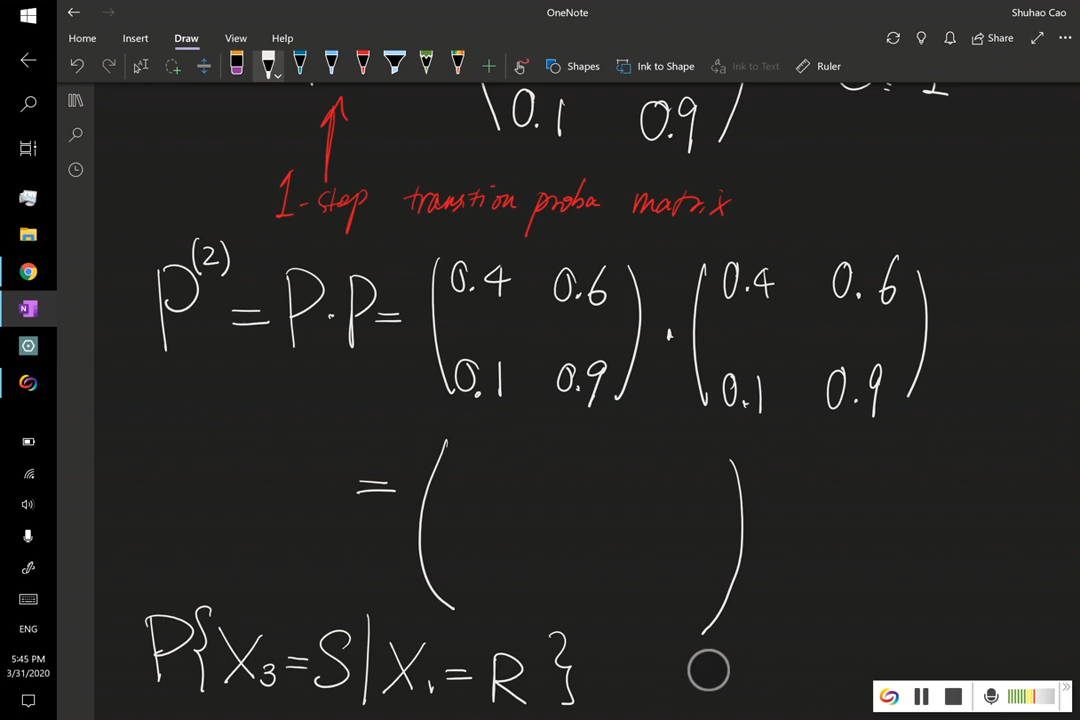 OneNote
Shuhao Cao
Home Insert Draw View Help
Share
Shapes Ink to Shape Ink to Text Ruler
0.1 0.9
1-step transition proba matrix
P^(2) = P·P = (0.4 0.6 · (0.4 0.6
0.1 0.9) 0.1 0.9)
= ( )
P{X₃=S|X₁=R}
ENG
5:45 PM
3/31/2020